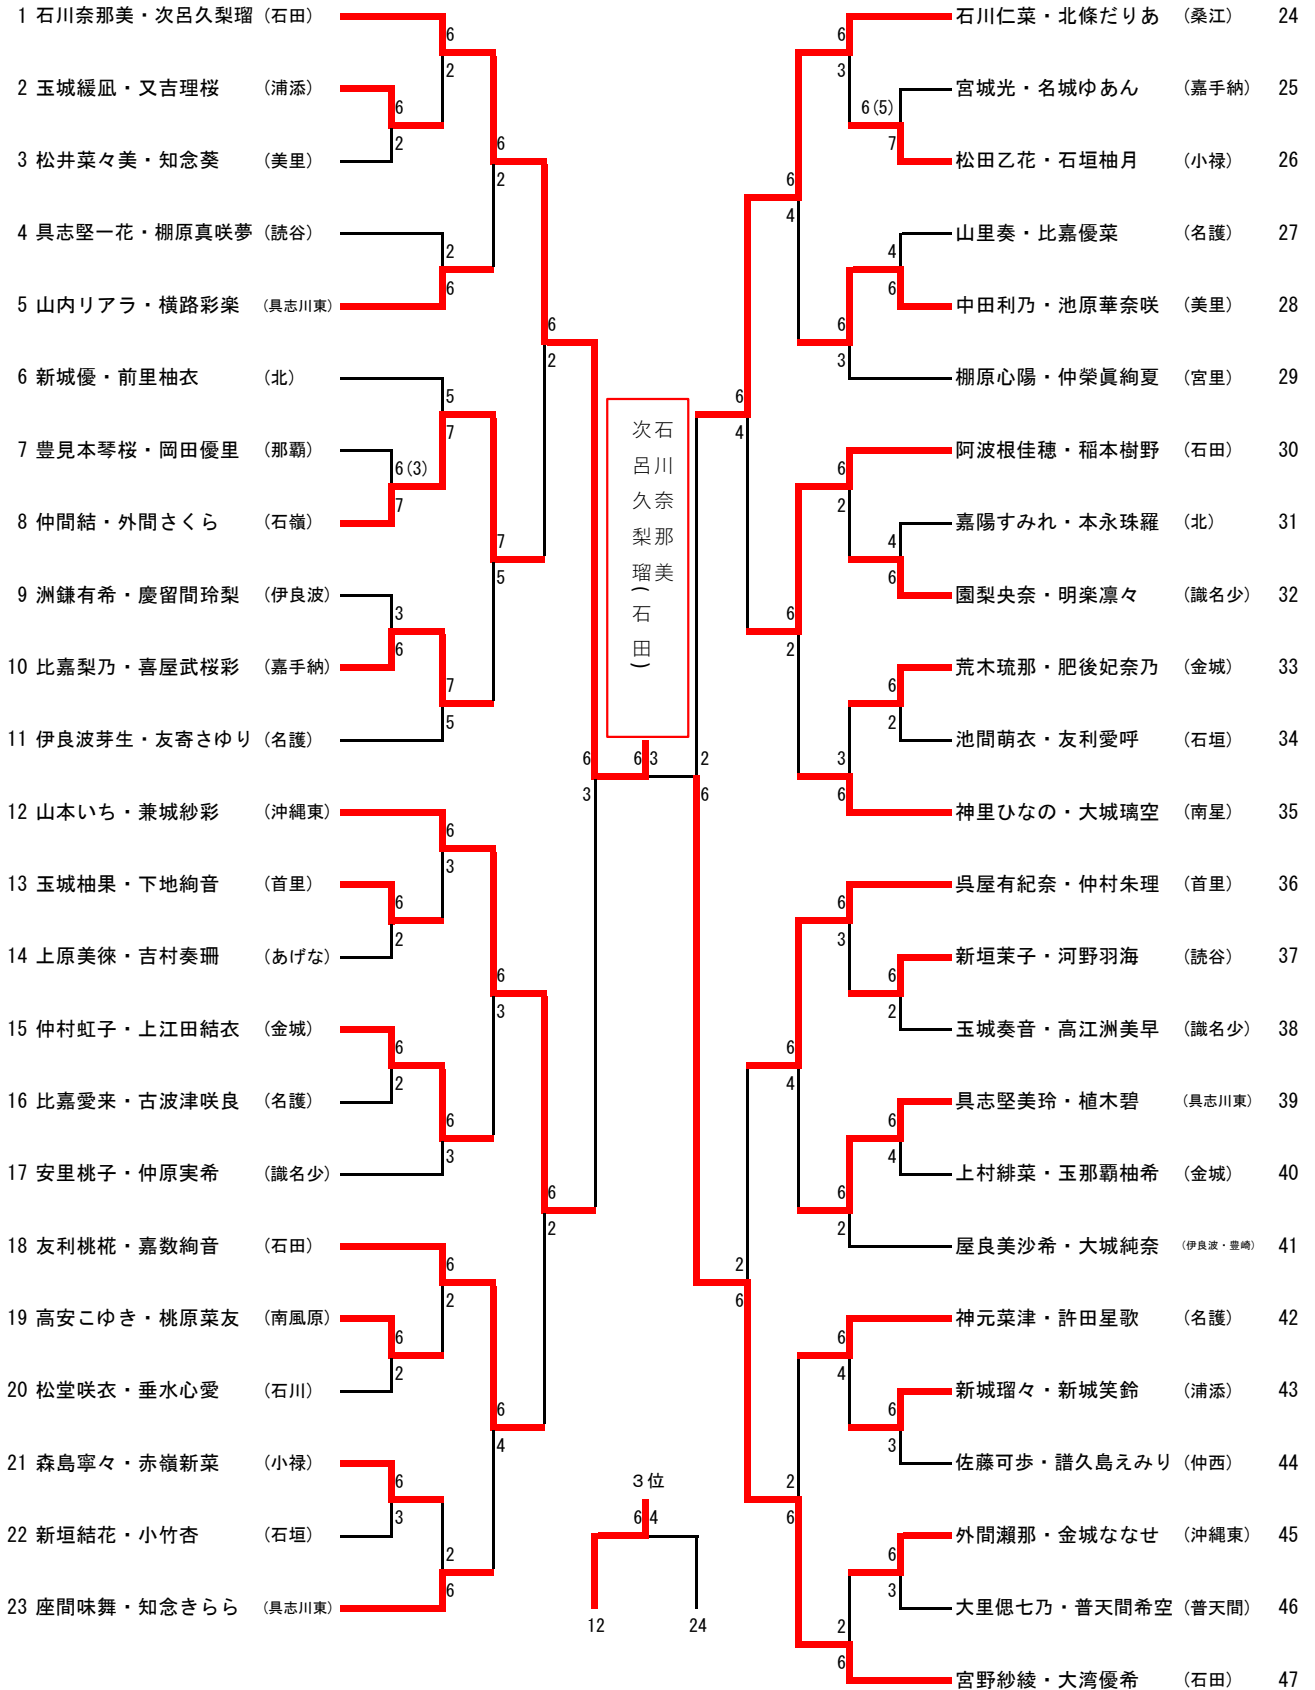 1 石川奈那美・次呂久梨瑠 (石田)
6
2
2 玉城緩凪・又吉理桜 (浦添)
6
2
3 松井菜々美・知念葵 (美里)
6
2
4 具志堅一花・棚原真咲夢 (読谷)
2
6
5 山内リアラ・横路彩楽 (具志川東)
6
2
6 新城優・前里柚衣 (北)
5
7
7 豊見本琴桜・岡田優里 (那覇)
6(3)
7
8 仲間結・外間さくら (石嶺)
7
5
9 洲鎌有希・慶留間玲梨 (伊良波)
3
6
10 比嘉梨乃・喜屋武桜彩 (嘉手納)
7
5
11 伊良波芽生・友寄さゆり (名護)
6
3
12 山本いち・兼城紗彩 (沖縄東)
6
3
13 玉城柚果・下地絢音 (首里)
6
2
14 上原美徠・吉村奏珊 (あげな)
6
3
15 仲村虹子・上江田結衣 (金城)
6
2
16 比嘉愛来・古波津咲良 (名護)
6
3
17 安里桃子・仲原実希 (識名少)
6
2
18 友利桃椛・嘉数絢音 (石田)
6
2
19 高安こゆき・桃原菜友 (南風原)
6
2
20 松堂咲衣・垂水心愛 (石川)
6
4
21 森島寧々・赤嶺新菜 (小禄)
6
3
22 新垣結花・小竹杏 (石垣)
2
6
23 座間味舞・知念きらら (具志川東)
石川奈那美
次呂久梨瑠(石田)
6 3
2
6
3位
6 4
12 24
石川仁菜・北條だりあ (桑江) 24
6
3
宮城光・名城ゆあん (嘉手納) 25
6(5)
7
松田乙花・石垣柚月 (小禄) 26
6
4
山里奏・比嘉優菜 (名護) 27
4
6
中田利乃・池原華奈咲 (美里) 28
6
3
棚原心陽・仲榮眞絢夏 (宮里) 29
6
4
阿波根佳穂・稲本樹野 (石田) 30
6
2
嘉陽すみれ・本永珠羅 (北) 31
4
6
園梨央奈・明楽凛々 (識名少) 32
6
2
荒木琉那・肥後妃奈乃 (金城) 33
6
2
池間萌衣・友利愛呼 (石垣) 34
3
6
神里ひなの・大城璃空 (南星) 35
呉屋有紀奈・仲村朱理 (首里) 36
6
3
新垣茉子・河野羽海 (読谷) 37
6
2
玉城奏音・高江洲美早 (識名少) 38
6
4
具志堅美玲・植木碧 (具志川東) 39
6
4
上村緋菜・玉那覇柚希 (金城) 40
6
2
屋良美沙希・大城純奈 (伊良波・豊崎) 41
2
6
神元菜津・許田星歌 (名護) 42
6
4
新城瑠々・新城笑鈴 (浦添) 43
6
3
佐藤可歩・譜久島えみり (仲西) 44
2
6
外間瀬那・金城ななせ (沖縄東) 45
6
3
大里偲七乃・普天間希空 (普天間) 46
2
6
宮野紗綾・大湾優希 (石田) 47